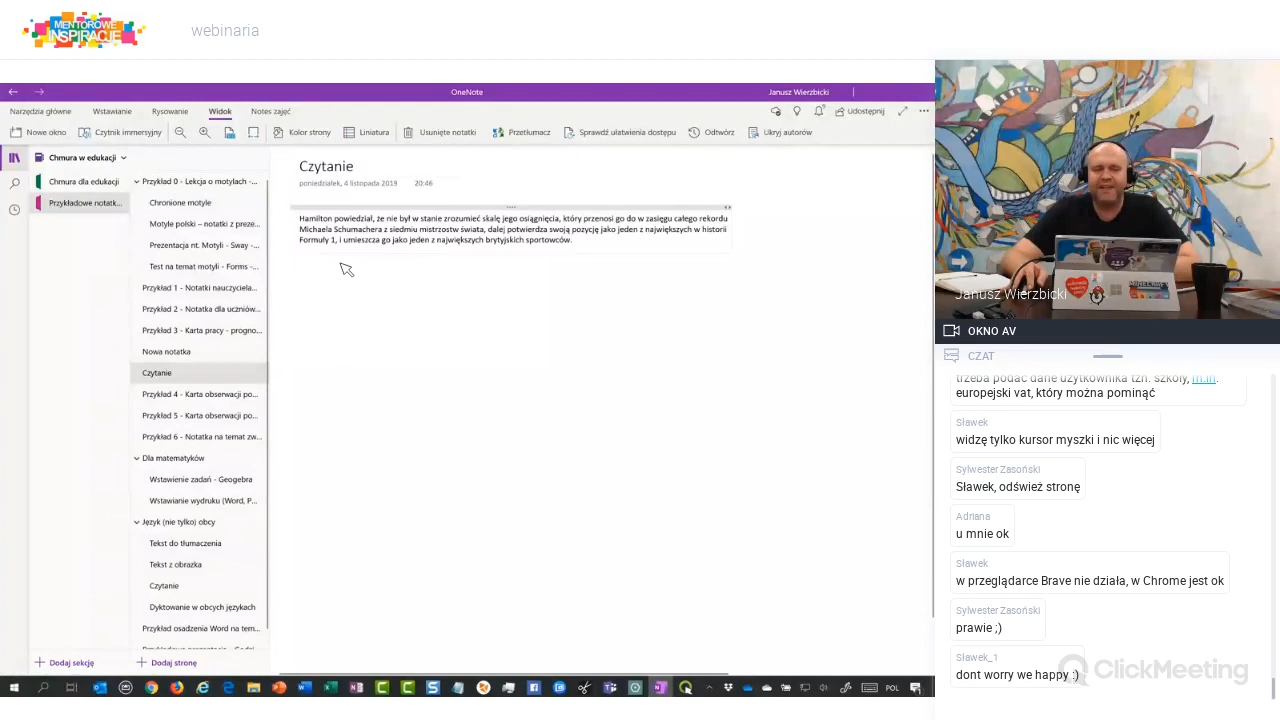 MENTOROWE
INSPIRACJE
webinaria
OneNote
Janusz Wierzbicki
Narzędzia główne
Wstawianie
Rysowanie
Widok
Notes zajęć
Udostępnij
Nowe okno
Czytnik immersyjny
Kolor strony
Liniatura
Usunięte notatki
Przetłumacz
Sprawdź ułatwienia dostępu
Odtwórz
Ukryj autorów
Chmura w edukacji
Chmura dla edukacji
Przykładowe notatk...
Przykład 0 - Lekcja o motylach -...
Chronione motyle
Motyle polski – notatki z preze...
Prezentacja nt. Motyli - Sway -...
Test na temat motyli - Forms -...
Przykład 1 - Notatki nauczyciela...
Przykład 2 - Notatka dla uczniów...
Przykład 3 - Karta pracy - progno...
Nowa notatka
Czytanie
Przykład 4 - Karta obserwacji po...
Przykład 5 - Karta obserwacji po...
Przykład 6 - Notatka na temat zw...
Dla matematyków
Wstawienie zadań - Geogebra
Wstawianie wydruku (Word, P...
Język (nie tylko) obcy
Tekst do tłumaczenia
Tekst z obrazka
Czytanie
Dyktowanie w obcych językach
Przykład osadzenia Word na tem...
Dodaj sekcję
Dodaj stronę
Czytanie
poniedziałek, 4 listopada 2019
20:46
Hamilton powiedział, że nie był w stanie zrozumieć skalę jego osiągnięcia, który przenosi go do w zasięgu całego rekordu
Michaela Schumachera z siedmiu mistrzostw świata, dalej potwierdza swoją pozycję jako jeden z największych w historii
Formuły 1, i umieszcza go jako jeden z największych brytyjskich sportowców.
POL
MINECRAFT
Janusz Wierzbicki
OKNO AV
CZAT
trzeba podać dane użytkownika tzn. szkoły, m.in.
europejski vat, który można pominąć
Sławek
widzę tylko kursor myszki i nic więcej
Sylwester Zasoński
Sławek, odśwież stronę
Adriana
u mnie ok
Sławek
w przeglądarce Brave nie działa, w Chrome jest ok
Sylwester Zasoński
prawie ;)
Sławek_1
dont worry we happy :)
ClickMeeting